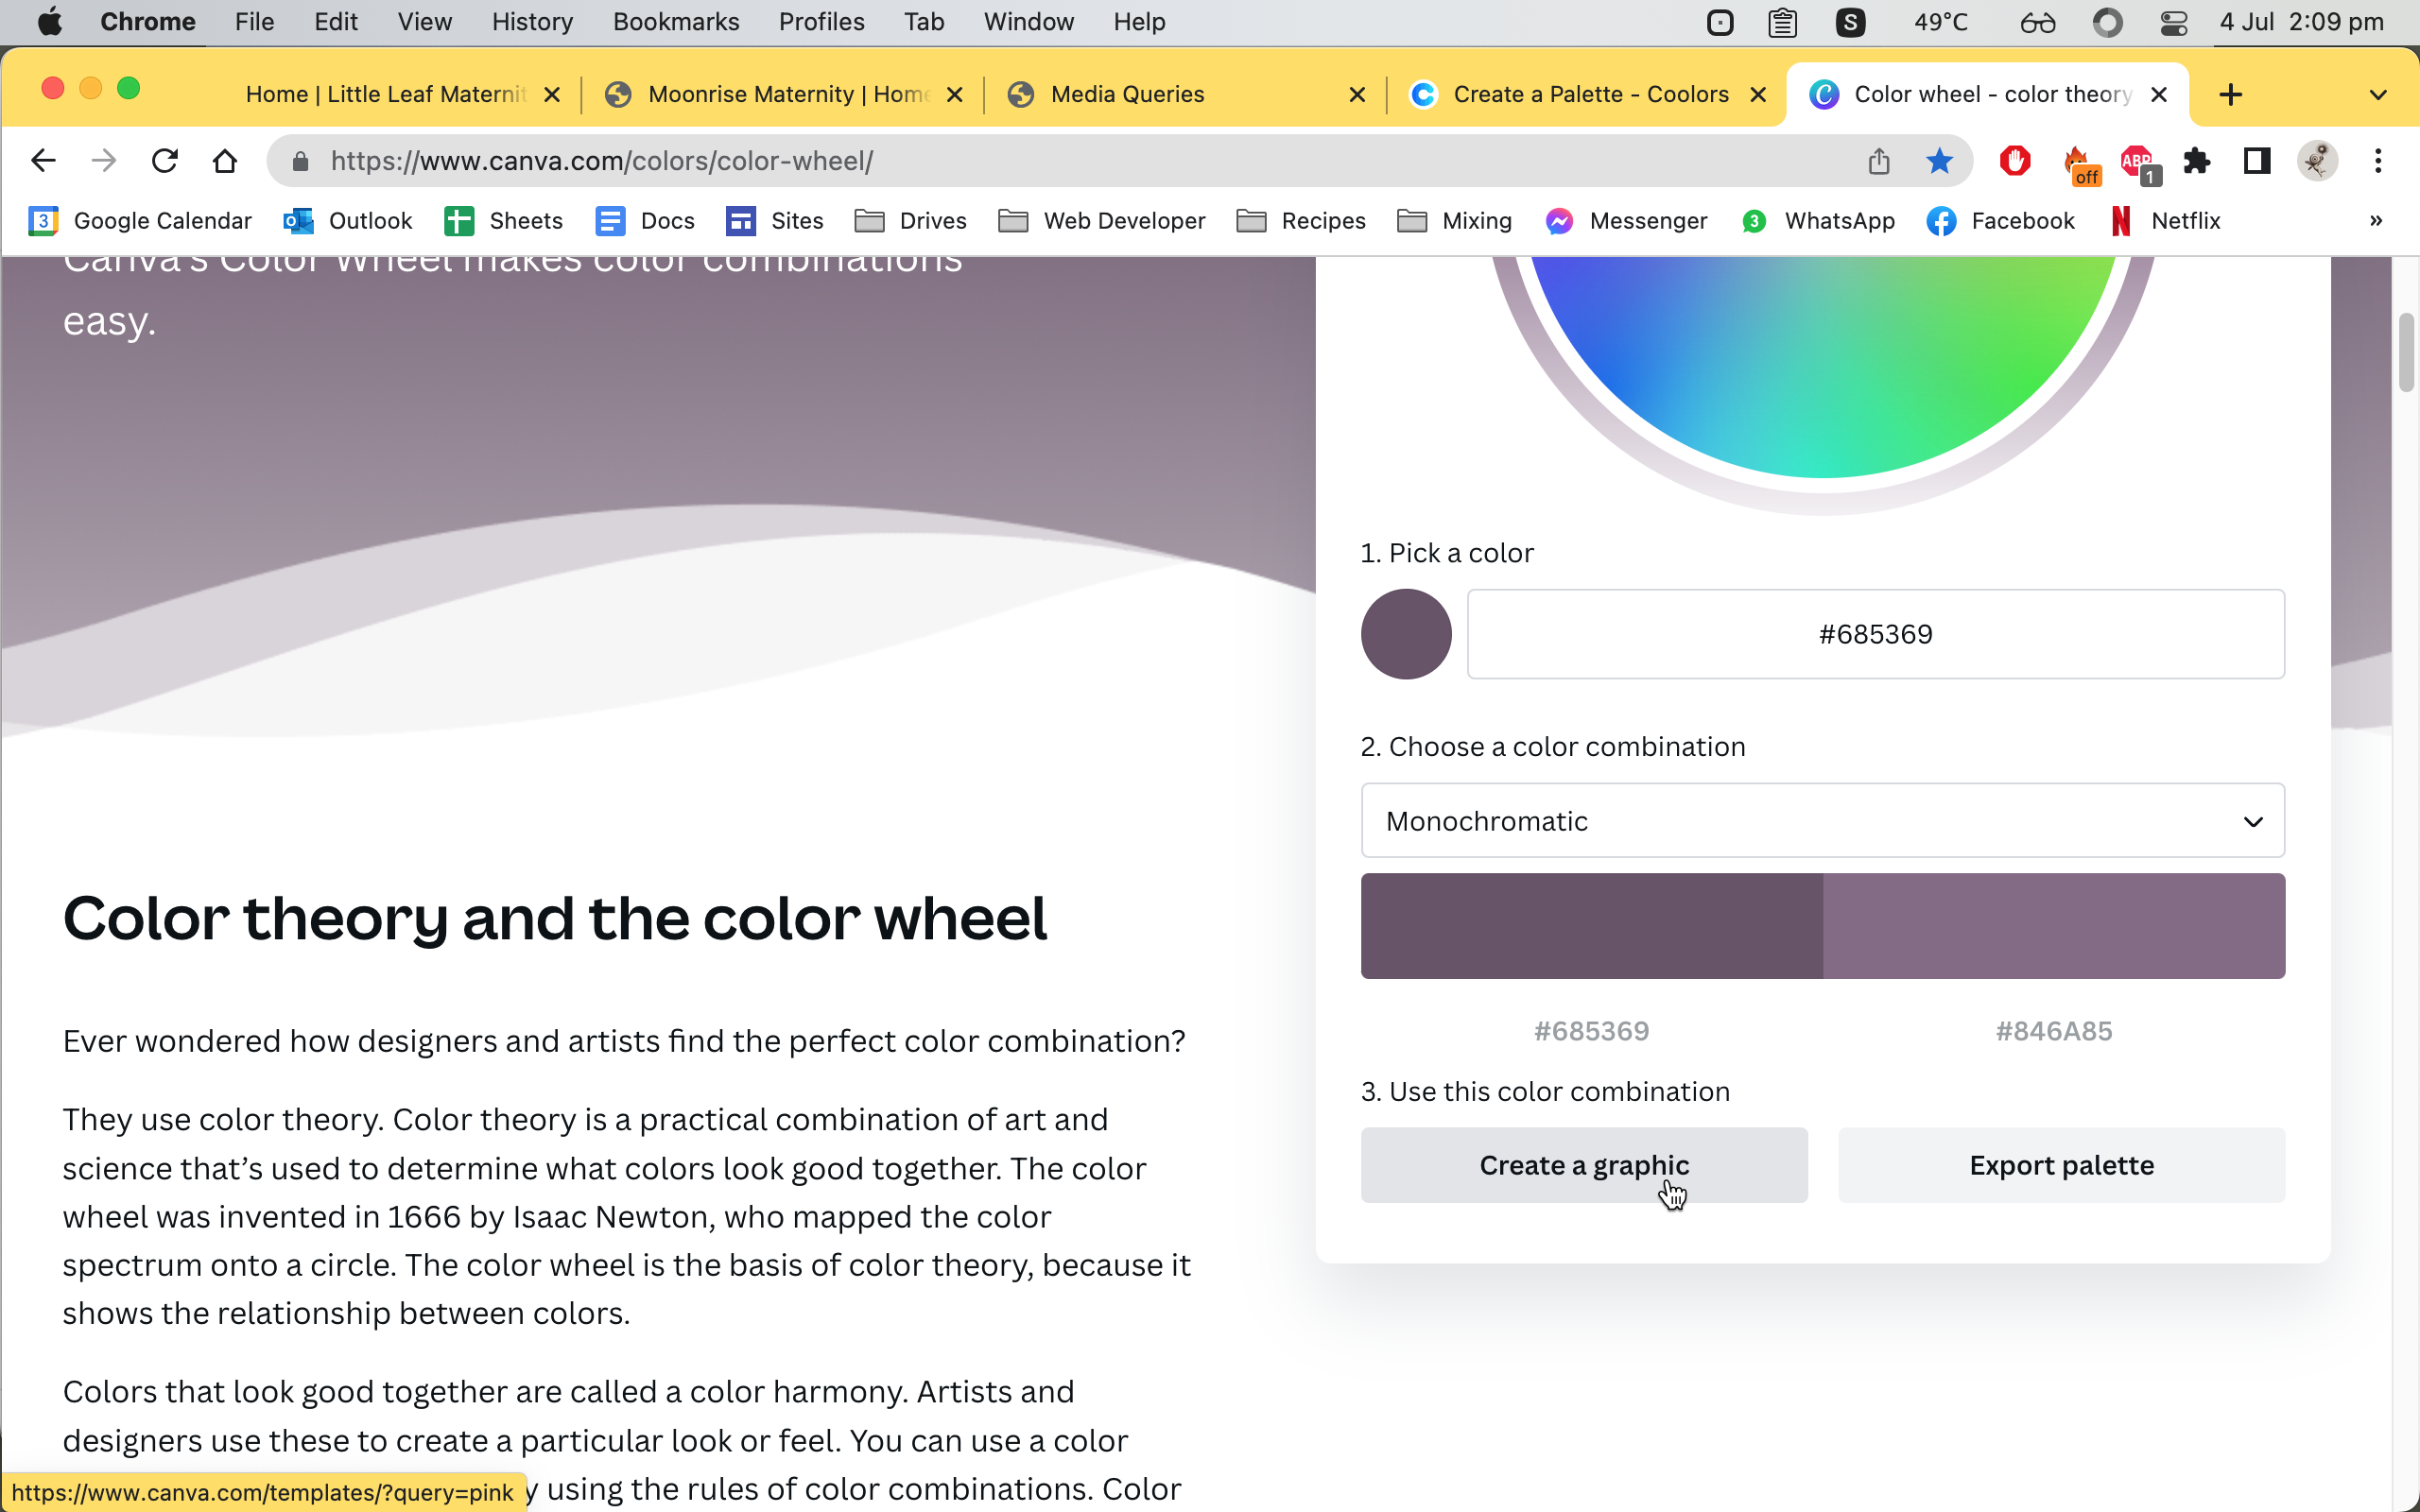 Chrome File Edit View History Bookmarks Profiles Tab Window Help S 49°C 4 Jul 2:09 pm
Home | Little Leaf Maternit Moonrise Maternity | Home Media Queries Create a Palette - Coolors Color wheel - color theory
https://www.canva.com/colors/color-wheel/ off ABP 1
3 Google Calendar Outlook Sheets Docs Sites Drives Web Developer Recipes Mixing Messenger 3 WhatsApp Facebook Netflix »
Canva's Color Wheel makes color combinations
easy.
1. Pick a color
#685369
2. Choose a color combination
Monochromatic
#685369 #846A85
3. Use this color combination
Create a graphic Export palette
Color theory and the color wheel
Ever wondered how designers and artists find the perfect color combination?
They use color theory. Color theory is a practical combination of art and
science that’s used to determine what colors look good together. The color
wheel was invented in 1666 by Isaac Newton, who mapped the color
spectrum onto a circle. The color wheel is the basis of color theory, because it
shows the relationship between colors.
Colors that look good together are called a color harmony. Artists and
designers use these to create a particular look or feel. You can use a color
y using the rules of color combinations. Color
https://www.canva.com/templates/?query=pink